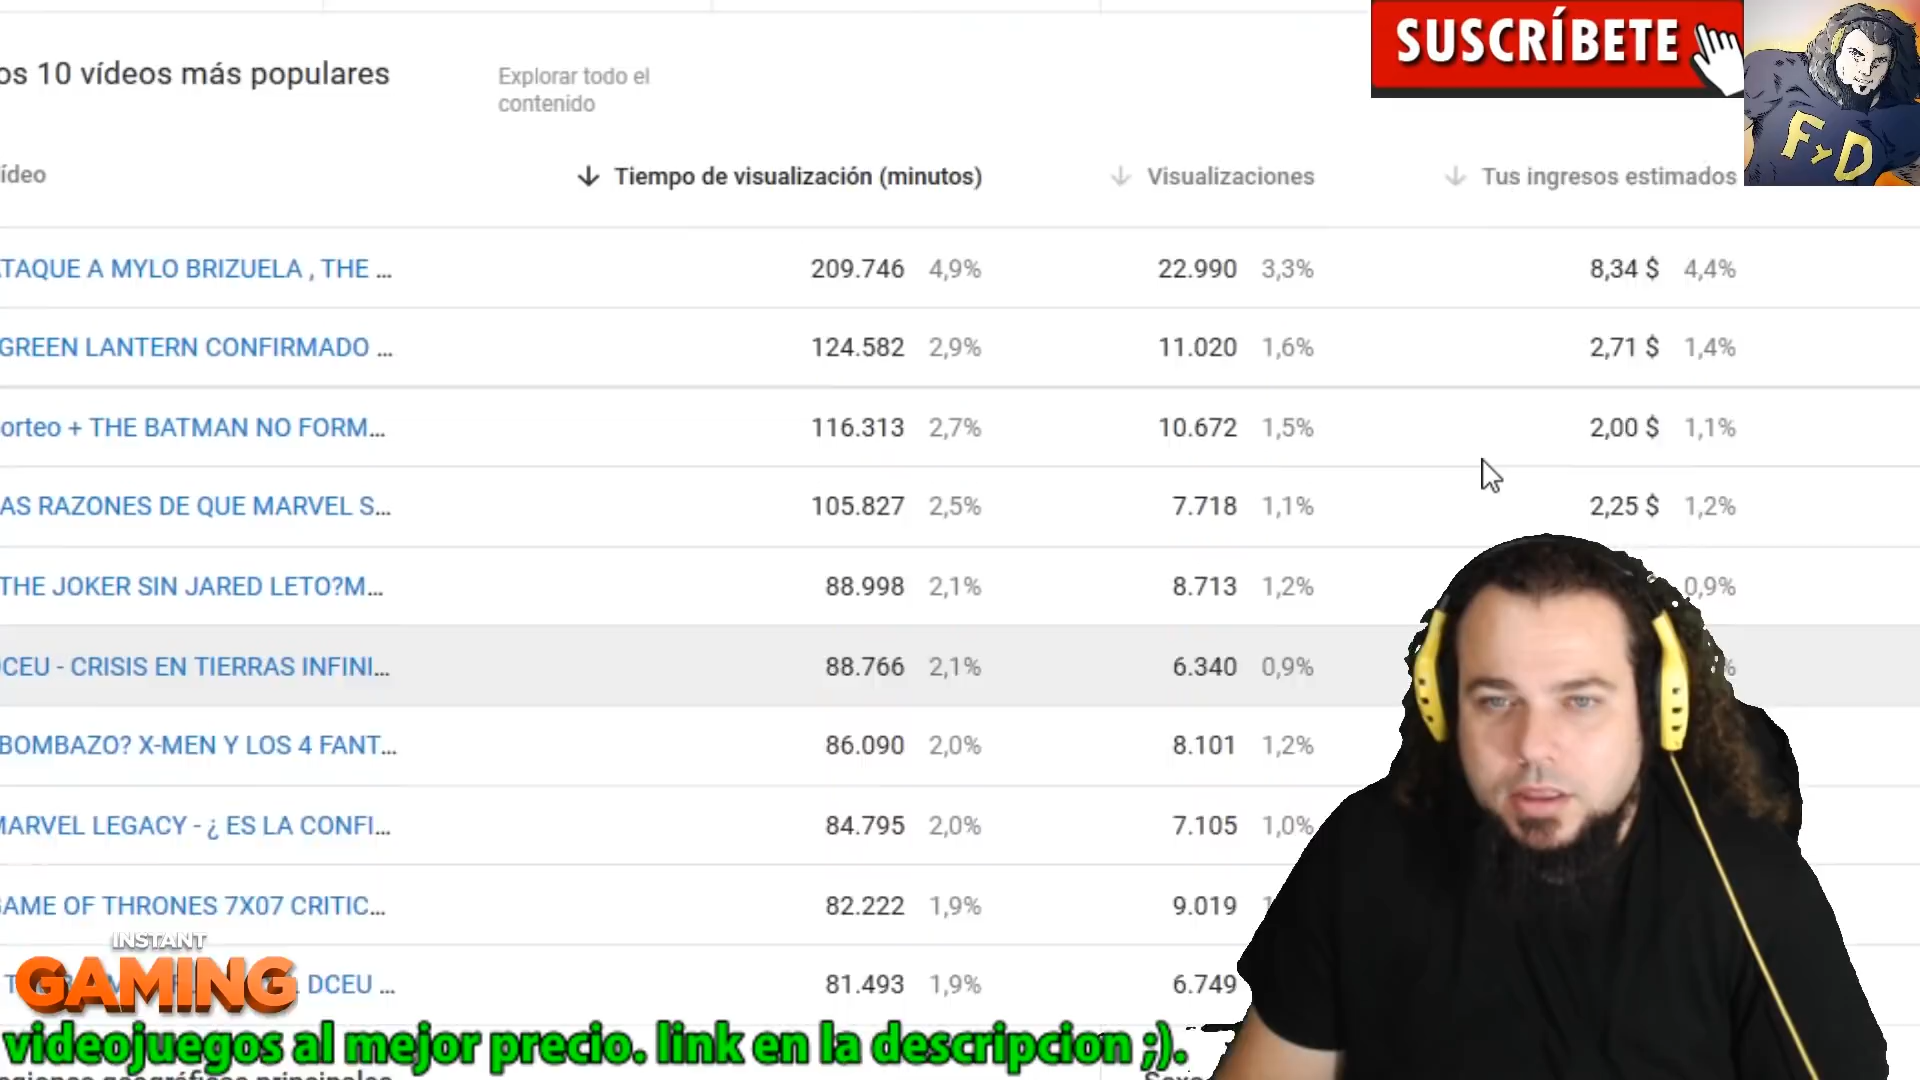 SUSCRÍBETE
FyD
os 10 vídeos más populares
Explorar todo el
contenido
ídeo
Tiempo de visualización (minutos)
Visualizaciones
Tus ingresos estimados
TAQUE A MYLO BRIZUELA , THE ... 209.746 4,9% 22.990 3,3% 8,34 $ 4,4%
GREEN LANTERN CONFIRMADO ... 124.582 2,9% 11.020 1,6% 2,71 $ 1,4%
orteo + THE BATMAN NO FORM... 116.313 2,7% 10.672 1,5% 2,00 $ 1,1%
AS RAZONES DE QUE MARVEL S... 105.827 2,5% 7.718 1,1% 2,25 $ 1,2%
THE JOKER SIN JARED LETO?M... 88.998 2,1% 8.713 1,2% 0,9%
CEU - CRISIS EN TIERRAS INFINI... 88.766 2,1% 6.340 0,9% %
BOMBAZO? X-MEN Y LOS 4 FANT... 86.090 2,0% 8.101 1,2%
MARVEL LEGACY - ¿ ES LA CONFI... 84.795 2,0% 7.105 1,0%
GAME OF THRONES 7X07 CRITIC... 82.222 1,9% 9.019
DCEU ... 81.493 1,9% 6.749
INSTANT
GAMING
videojuegos al mejor precio. link en la descripcion ;).